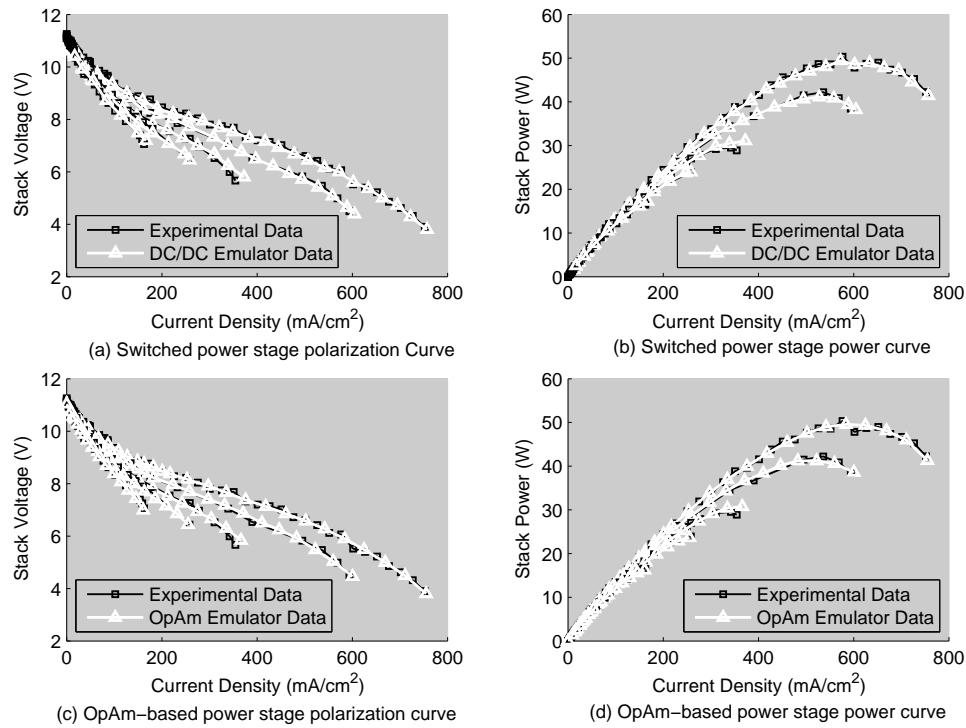 12
10
8
6
4
2
Stack Voltage (V)
Experimental Data
DC/DC Emulator Data
0 200 400 600 800
Current Density (mA/cm2)
(a) Switched power stage polarization Curve
60
50
40
30
20
10
0
Stack Power (W)
Experimental Data
DC/DC Emulator Data
0 200 400 600 800
Current Density (mA/cm2)
(b) Switched power stage power curve
12
10
8
6
4
2
Stack Voltage (V)
Experimental Data
OpAm Emulator Data
0 200 400 600 800
Current Density (mA/cm2)
(c) OpAm−based power stage polarization curve
60
50
40
30
20
10
0
Stack Power (W)
Experimental Data
OpAm Emulator Data
0 200 400 600 800
Current Density (mA/cm2)
(d) OpAm−based power stage power curve